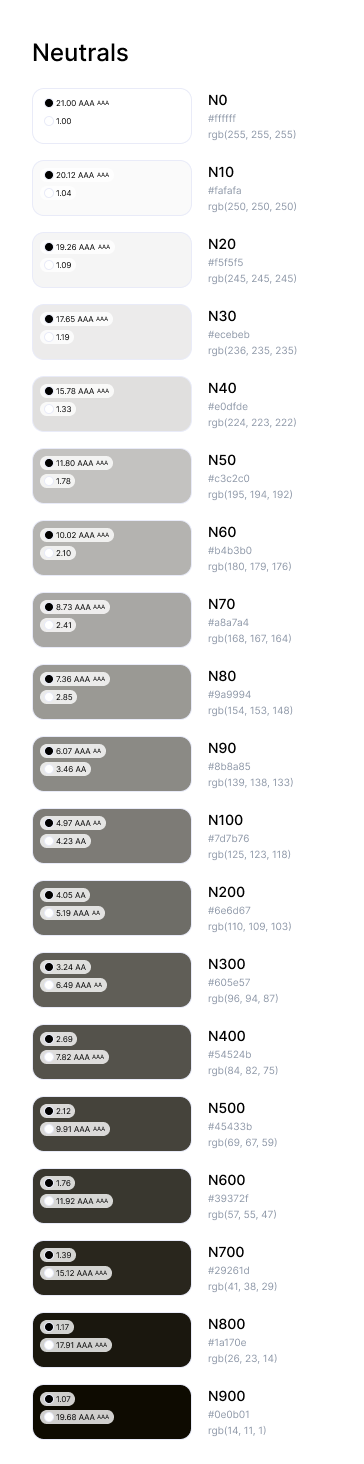 Neutrals
21.00 AAA AAA
1.00
N0
#ffffff
rgb(255, 255, 255)
20.12 AAA AAA
1.04
N10
#fafafa
rgb(250, 250, 250)
19.26 AAA AAA
1.09
N20
#f5f5f5
rgb(245, 245, 245)
17.65 AAA AAA
1.19
N30
#ecebeb
rgb(236, 235, 235)
15.78 AAA AAA
1.33
N40
#e0dfde
rgb(224, 223, 222)
11.80 AAA AAA
1.78
N50
#c3c2c0
rgb(195, 194, 192)
10.02 AAA AAA
2.10
N60
#b4b3b0
rgb(180, 179, 176)
8.73 AAA AAA
2.41
N70
#a8a7a4
rgb(168, 167, 164)
7.36 AAA AAA
2.85
N80
#9a9994
rgb(154, 153, 148)
6.07 AAA AA
3.46 AA
N90
#8b8a85
rgb(139, 138, 133)
4.97 AAA AA
4.23 AA
N100
#7d7b76
rgb(125, 123, 118)
4.05 AA
5.19 AAA AA
N200
#6e6d67
rgb(110, 109, 103)
3.24 AA
6.49 AAA AA
N300
#605e57
rgb(96, 94, 87)
2.69
7.82 AAA AAA
N400
#54524b
rgb(84, 82, 75)
2.12
9.91 AAA AAA
N500
#45433b
rgb(69, 67, 59)
1.76
11.92 AAA AAA
N600
#39372f
rgb(57, 55, 47)
1.39
15.12 AAA AAA
N700
#29261d
rgb(41, 38, 29)
1.17
17.91 AAA AAA
N800
#1a170e
rgb(26, 23, 14)
1.07
19.68 AAA AAA
N900
#0e0b01
rgb(14, 11, 1)